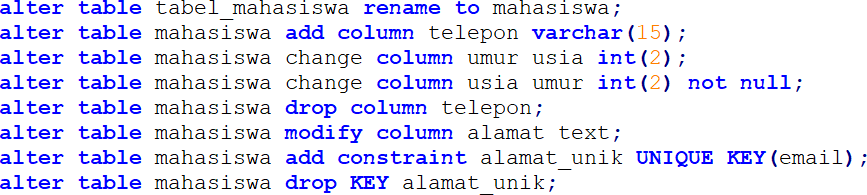 alter table tabel_mahasiswa rename to mahasiswa;
alter table mahasiswa add column telepon varchar(15);
alter table mahasiswa change column umur usia int(2);
alter table mahasiswa change column usia umur int(2) not null;
alter table mahasiswa drop column telepon;
alter table mahasiswa modify column alamat text;
alter table mahasiswa add constraint alamat_unik UNIQUE KEY(email);
alter table mahasiswa drop KEY alamat_unik;